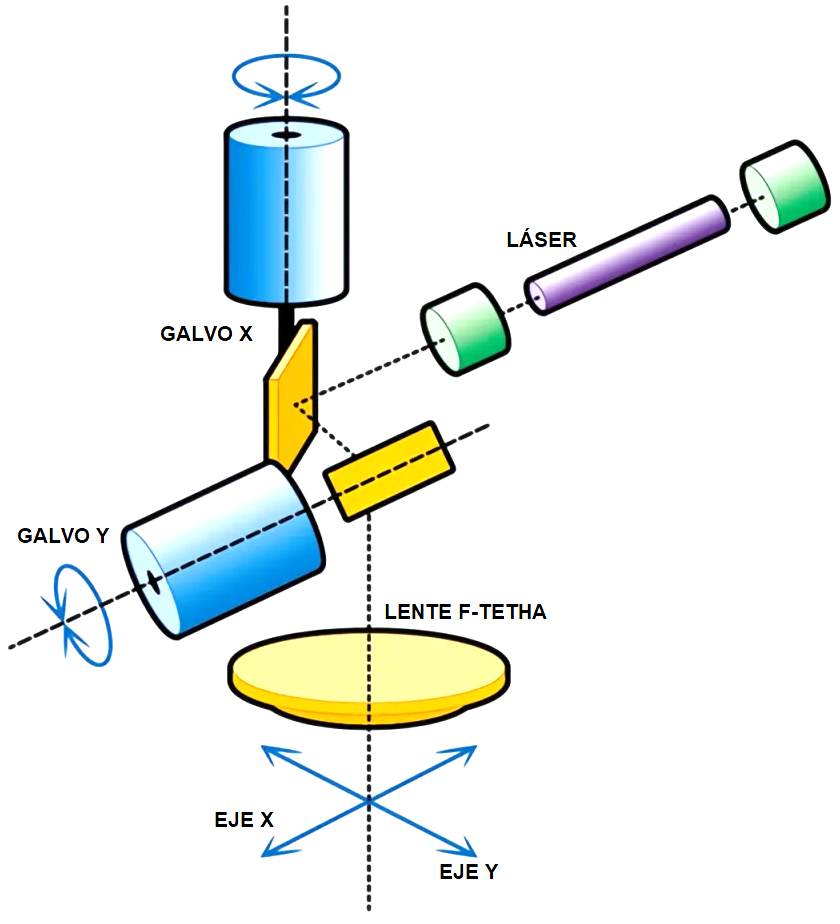 LÁSER
GALVO X
GALVO Y
LENTE F-TETHA
EJE X
EJE Y